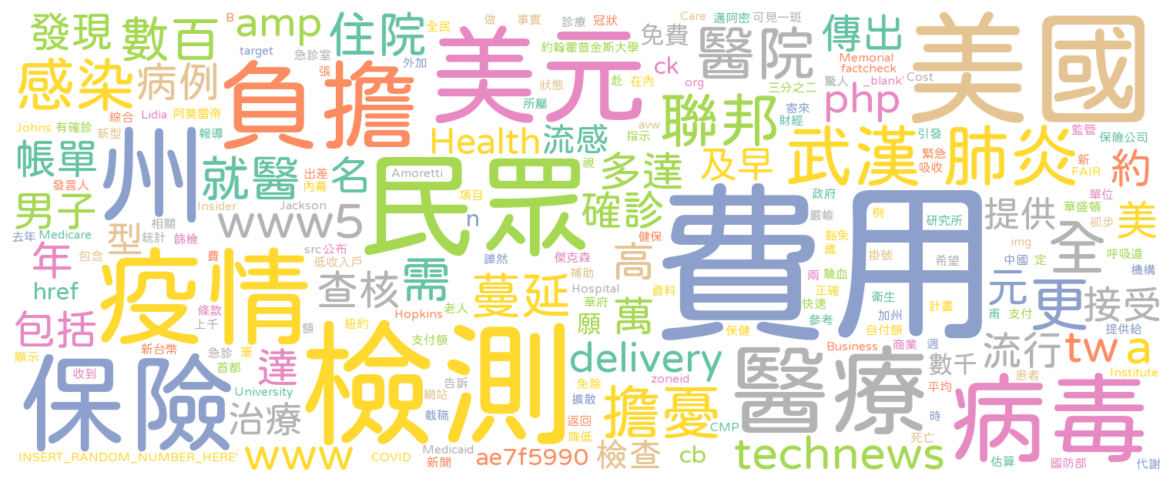 發現 數百 amp 住院 B 全民 做 事實 診療 冠狀 Care 邁阿密 可見一斑 傳出 美國
target 急診室 張 外加 美元 約翰霍普金斯大學 免費 醫院 Memorial factcheck
感染 病例 負擔 狀態 赴 在內 ck org 三分之二 驚人 _blank' Cost
綜合 Lidia 阿莫雷帝 所屬 寄來 財經 php
Johns 有確診 新型 報導 Health 流感 指示 avw 聯邦 引發 監管 保險公司
帳單 州 就醫 出差 內幕 視 多達 及早 武漢 肺炎 緊急 吸收 新 FAIR 約
發言人 名 Amoretti 民眾 確診 費用 單位
男子 相關 Insider Jackson 項目 n 政府 例 研究所 提供 華盛頓 卻步 美
去年 Medicare 型 統計 篩檢 www5 嚴峻 豁免 掛號 希望 全 img 呼吸道
年 包含 費 src 公布 健保 譁然 高 歲 中國 定 機構
疫情 低收入戶 傑克森 補助 兩 驗血 正確 衛生 元 更 接受
href 查核 需 蔓延 Hospital 華府 資料 快速 計畫 甫 支付
包括 條款 額 紐約 老人 願 萬 參考 加州 提供給
上千 Hopkins 支付額 保健 自付額
顯示 新台幣 急診 筆 檢測 delivery Business 商業 數千 流行 tw a
保險 收到 首都 達 告訴 免除 zoneid 醫療 週 平均 患者 Institute
University 網站 擴散 擔憂 時 病毒
治療 截稿 返回 CMP 死亡
INSERT_RANDOM_NUMBER_HERE' www COVID Medicaid 新聞 ae7f5990 降低 檢查 cb technews 估算 國防部 代謝